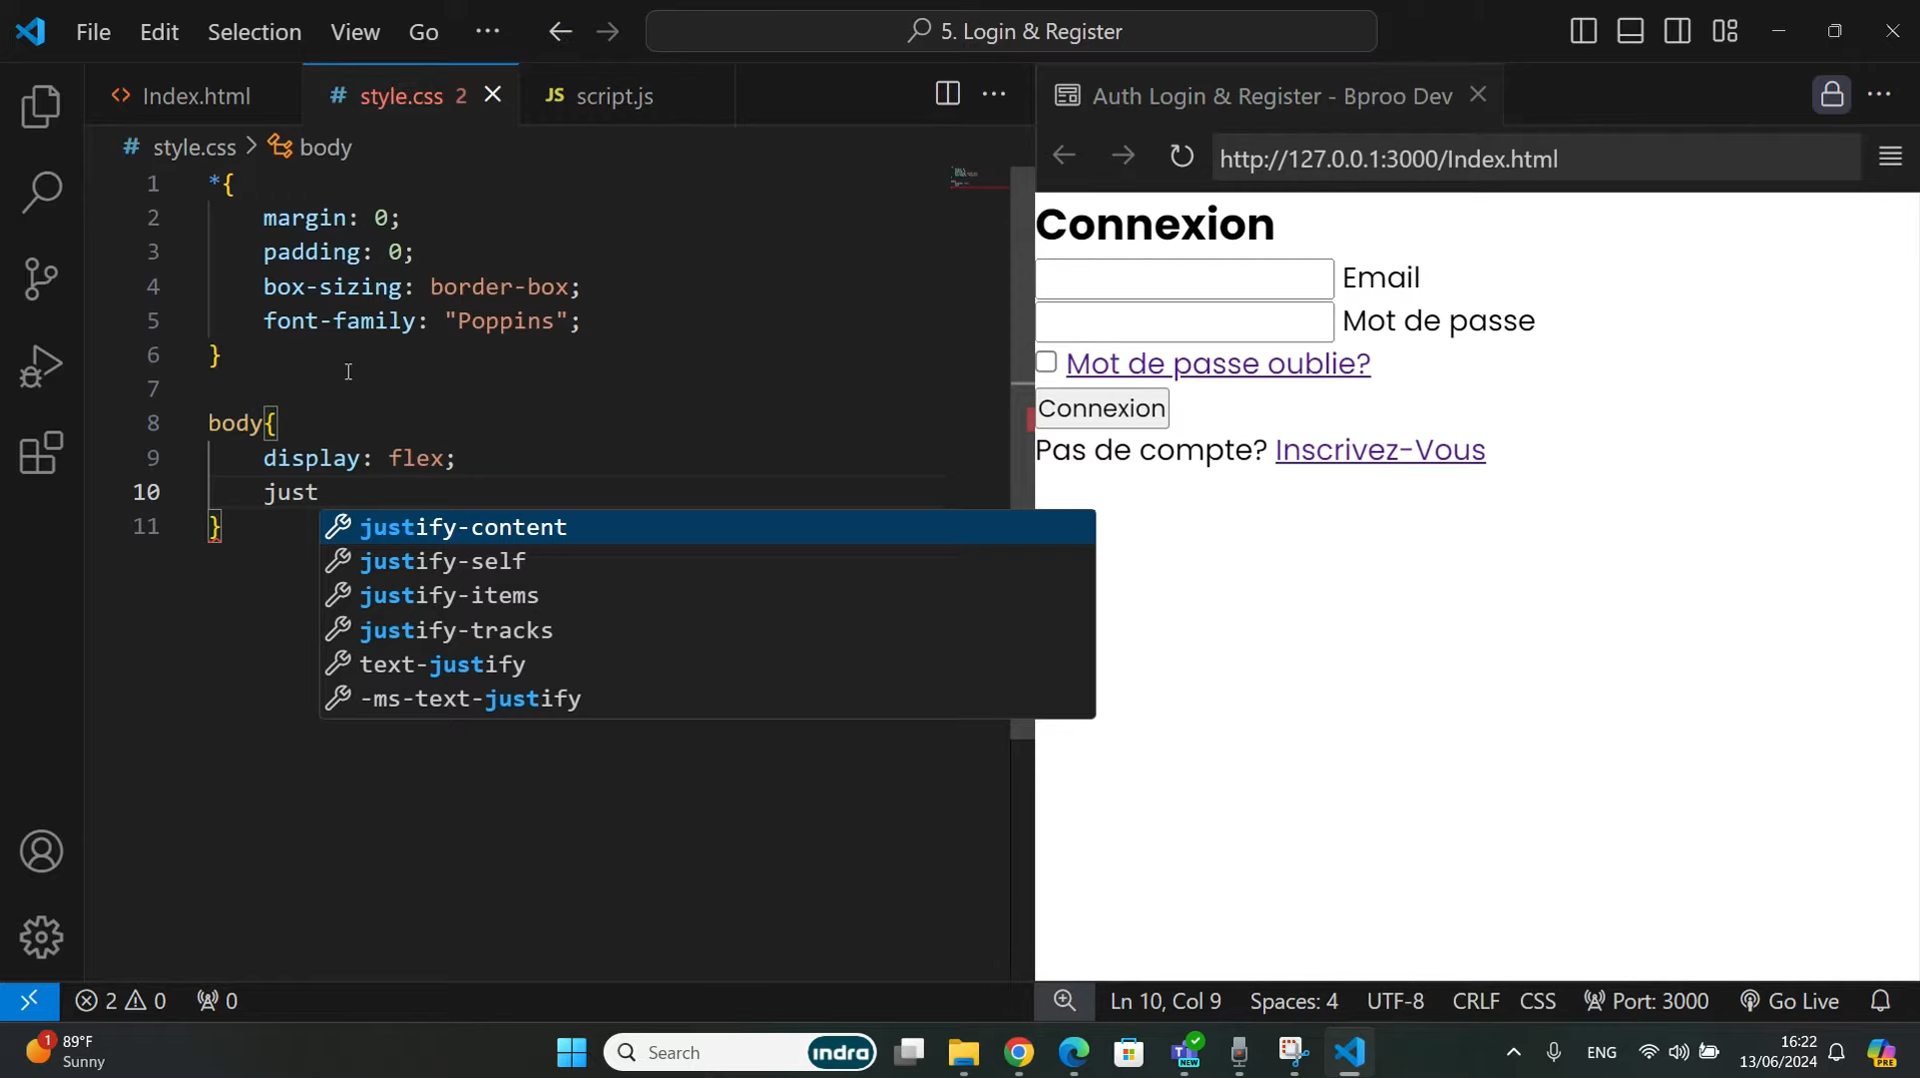 File Edit Selection View Go ··· 5. Login & Register
Index.html style.css 2 JS script.js ···
Auth Login & Register - Bproo Dev ···
style.css > body
http://127.0.0.1:3000/Index.html
1 *{
2 margin: 0;
3 padding: 0;
4 box-sizing: border-box;
5 font-family: "Poppins";
6 }
7
8 body{
9 display: flex;
10 just
11 }
justify-content
justify-self
justify-items
justify-tracks
text-justify
-ms-text-justify
Connexion
Email
Mot de passe
Mot de passe oublie?
Connexion
Pas de compte? Inscrivez-Vous
2 0 0 Ln 10, Col 9 Spaces: 4 UTF-8 CRLF CSS Port: 3000 Go Live
1 89°F
Sunny
Search indra
NEW
ENG
16:22
13/06/2024
PRE